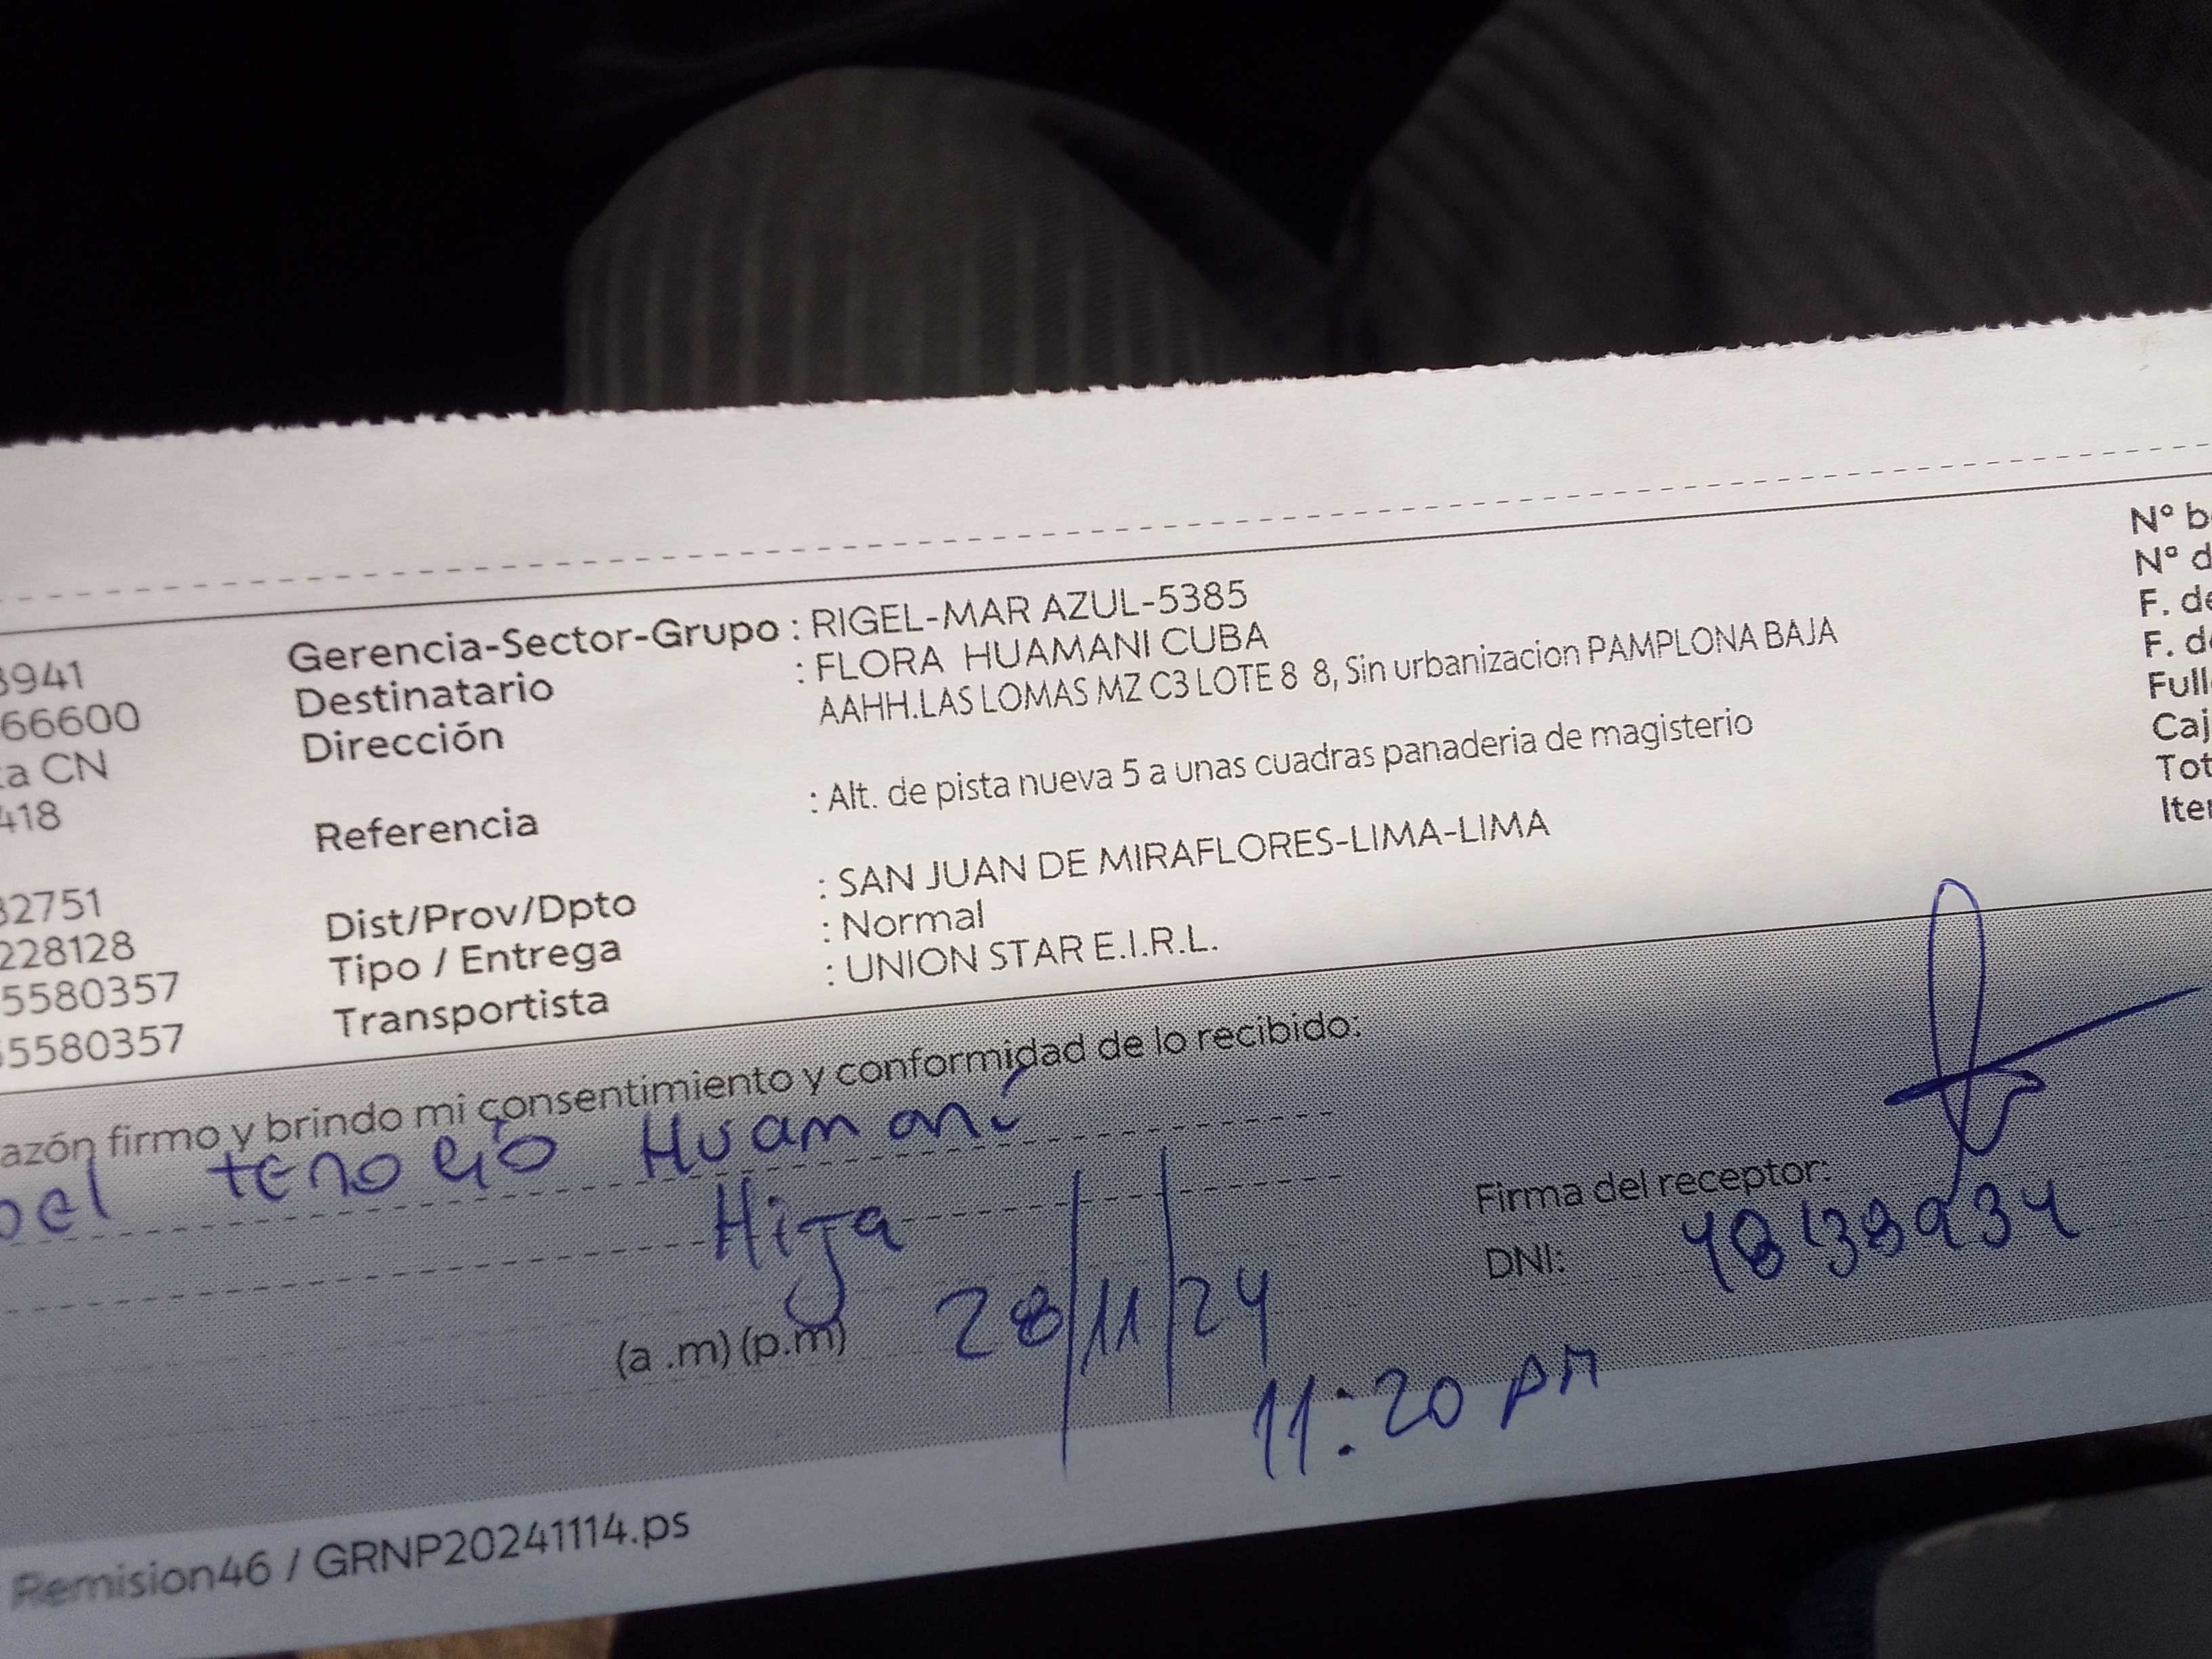 3941
66600
a CN
418
32751
228128
5580357
5580357
Gerencia-Sector-Grupo : RIGEL-MAR AZUL-5385
Destinatario : FLORA HUAMANI CUBA
Dirección AAHH.LAS LOMAS MZ C3 LOTE 8 8, Sin urbanizacion PAMPLONA BAJA
Referencia : Alt. de pista nueva 5 a unas cuadras panaderia de magisterio
Dist/Prov/Dpto : SAN JUAN DE MIRAFLORES-LIMA-LIMA
Tipo / Entrega : Normal
Transportista : UNION STAR E.I.R.L.
N° b
N° d
F. de
F. d
Full
Caj
Tot
Ite
azón firmo y brindo mi consentimiento y conformidad de lo recibido:
Huamaní
Hija
Firma del receptor:
DNI:
(a .m) (p.m) 28/11/24
11:20 pm
Remision46 / GRNP20241114.ps